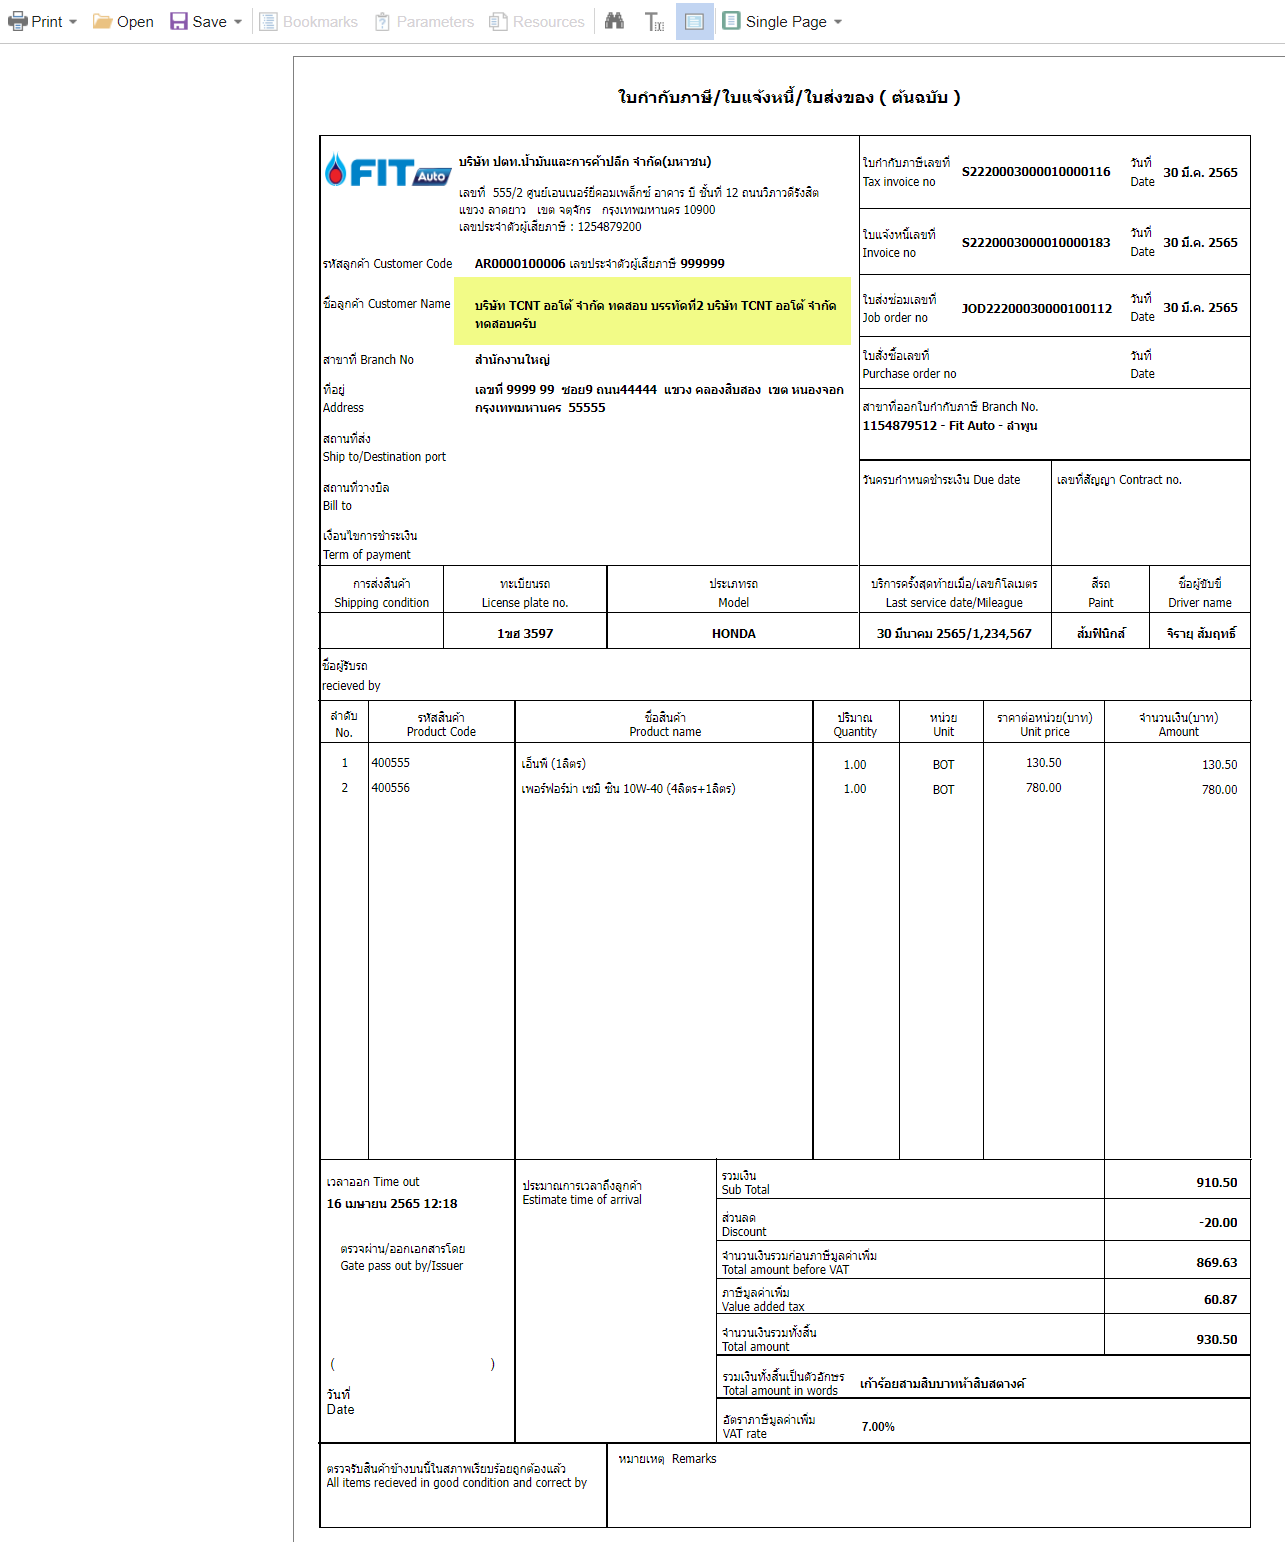 Print Open Save Bookmarks Parameters Resources Single Page
ใบกำกับภาษี/ใบแจ้งหนี้/ใบส่งของ ( ต้นฉบับ )
FIT Auto
บริษัท ปตท.น้ำมันและการค้าปลีก จำกัด(มหาชน)
เลขที่ 555/2 ศูนย์เอนเนอร์ยี่คอมเพล็กซ์ อาคาร บี ชั้นที่ 12 ถนนวิภาวดีรังสิต
แขวง ลาดยาว เขต จตุจักร กรุงเทพมหานคร 10900
เลขประจำตัวผู้เสียภาษี : 1254879200
รหัสลูกค้า Customer Code AR0000100006 เลขประจำตัวผู้เสียภาษี 999999
ชื่อลูกค้า Customer Name บริษัท TCNT ออโต้ จำกัด ทดสอบ บรรทัดที่2 บริษัท TCNT ออโต้ จำกัด
ทดสอบครับ
สาขาที่ Branch No สำนักงานใหญ่
ที่อยู่ เลขที่ 9999 99 ซอย9 ถนน44444 แขวง คลองสิบสอง เขต หนองจอก
Address กรุงเทพมหานคร 55555
สถานที่ส่ง
Ship to/Destination port
สถานที่วางบิล
Bill to
เงื่อนไขการชำระเงิน
Term of payment
ใบกำกับภาษีเลขที่ วันที่
Tax invoice no S2220003000010000116 Date 30 มี.ค. 2565
ใบแจ้งหนี้เลขที่ วันที่
Invoice no S2220003000010000183 Date 30 มี.ค. 2565
ใบส่งซ่อมเลขที่ วันที่
Job order no JOD22200030000100112 Date 30 มี.ค. 2565
ใบสั่งซื้อเลขที่ วันที่
Purchase order no Date
สาขาที่ออกใบกำกับภาษี Branch No.
1154879512 - Fit Auto - ลำพูน
วันครบกำหนดชำระเงิน Due date เลขที่สัญญา Contract no.
การส่งสินค้า ทะเบียนรถ ประเภทรถ บริการครั้งสุดท้ายเมื่อ/เลขกิโลเมตร สีรถ ชื่อผู้ขับขี่
Shipping condition License plate no. Model Last service date/Mileague Paint Driver name
1ขฮ 3597 HONDA 30 มีนาคม 2565/1,234,567 ส้มฟินิกส์ จิรายุ สัมฤทธิ์
ชื่อผู้รับรถ
recieved by
ลำดับ รหัสสินค้า ชื่อสินค้า ปริมาณ หน่วย ราคาต่อหน่วย(บาท) จำนวนเงิน(บาท)
No. Product Code Product name Quantity Unit Unit price Amount
1 400555 เอ็นพี (1ลิตร) 1.00 BOT 130.50 130.50
2 400556 เพอร์ฟอร์ม่า เซมิ ซิน 10W-40 (4ลิตร+1ลิตร) 1.00 BOT 780.00 780.00
เวลาออก Time out
16 เมษายน 2565 12:18
ตรวจผ่าน/ออกเอกสารโดย
Gate pass out by/Issuer
( )
วันที่
Date
ประมาณการเวลาถึงลูกค้า
Estimate time of arrival
รวมเงิน
Sub Total 910.50
ส่วนลด
Discount -20.00
จำนวนเงินรวมก่อนภาษีมูลค่าเพิ่ม
Total amount before VAT 869.63
ภาษีมูลค่าเพิ่ม
Value added tax 60.87
จำนวนเงินรวมทั้งสิ้น
Total amount 930.50
รวมเงินทั้งสิ้นเป็นตัวอักษร
Total amount in words เก้าร้อยสามสิบบาทห้าสิบสตางค์
อัตราภาษีมูลค่าเพิ่ม
VAT rate 7.00%
ตรวจรับสินค้าข้างบนนี้ในสภาพเรียบร้อยถูกต้องแล้ว
All items recieved in good condition and correct by
หมายเหตุ Remarks